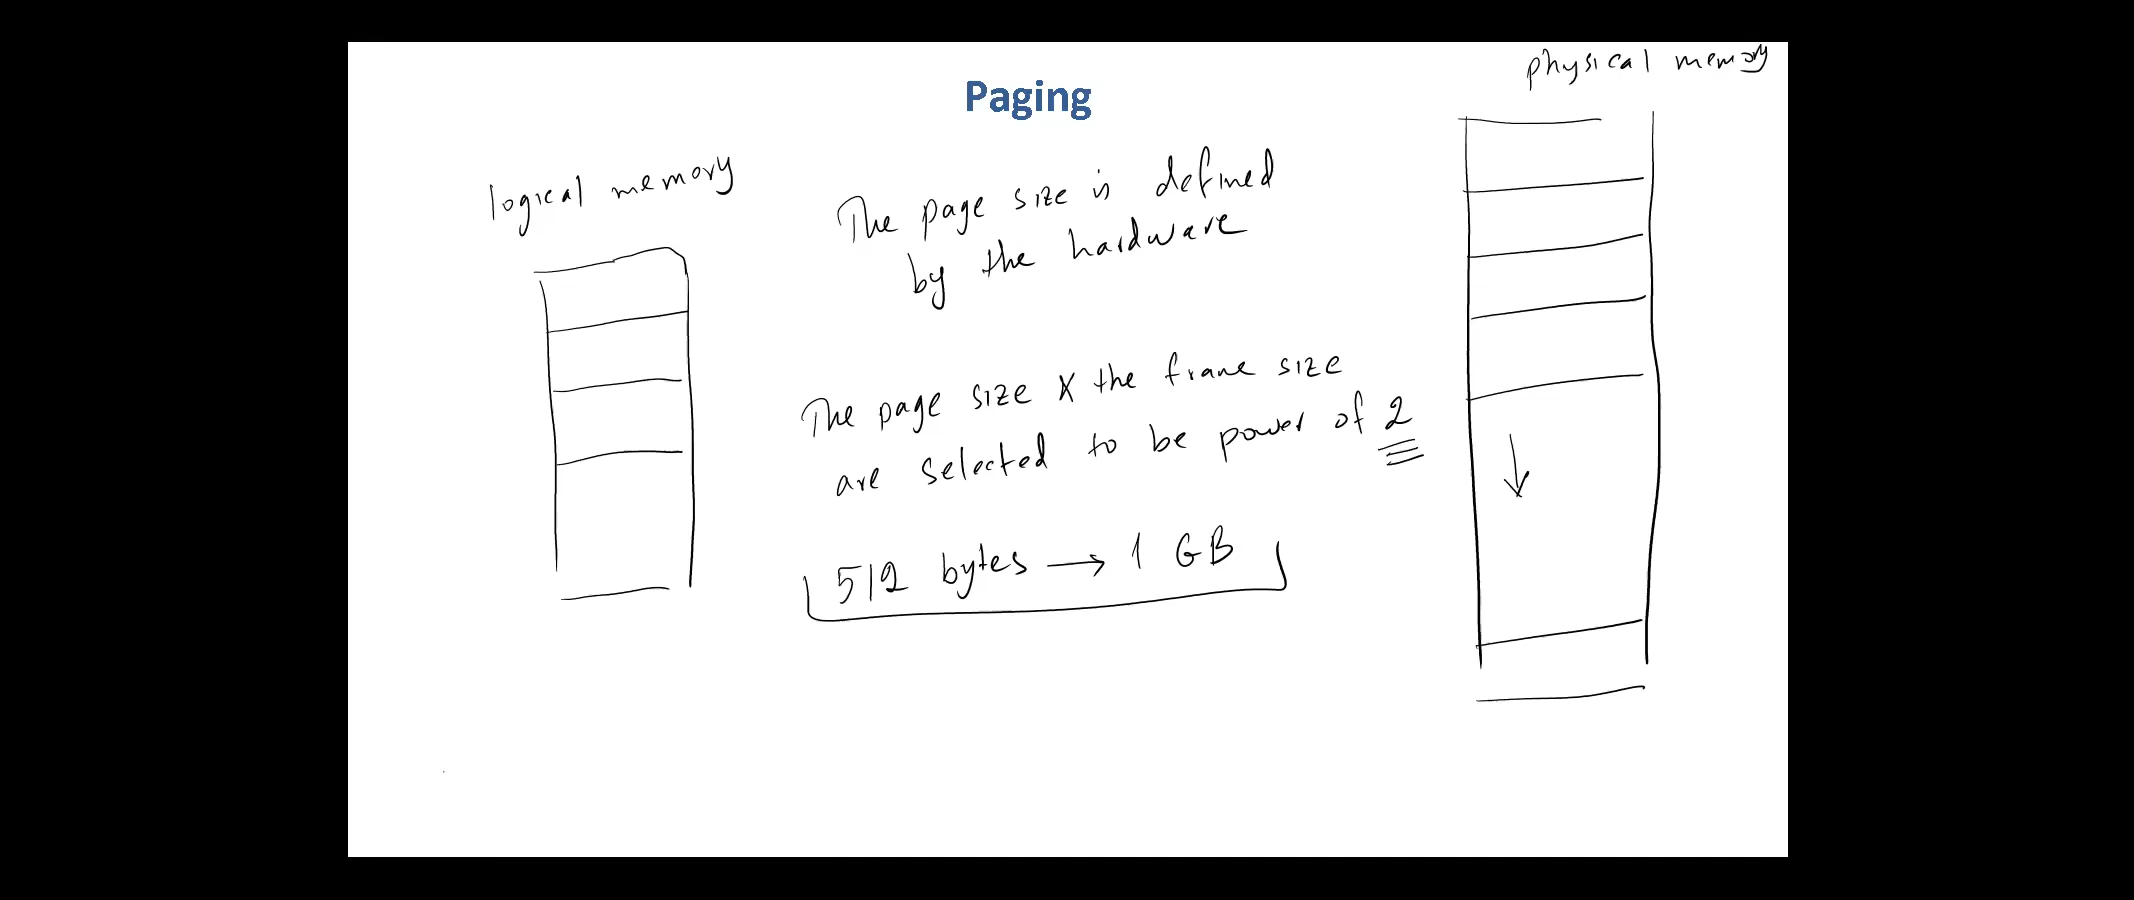 Paging
physical memory
logical memory
The page size is defined
by the hardware
The page size & the frame size
are selected to be power of 2
512 bytes → 1 GB